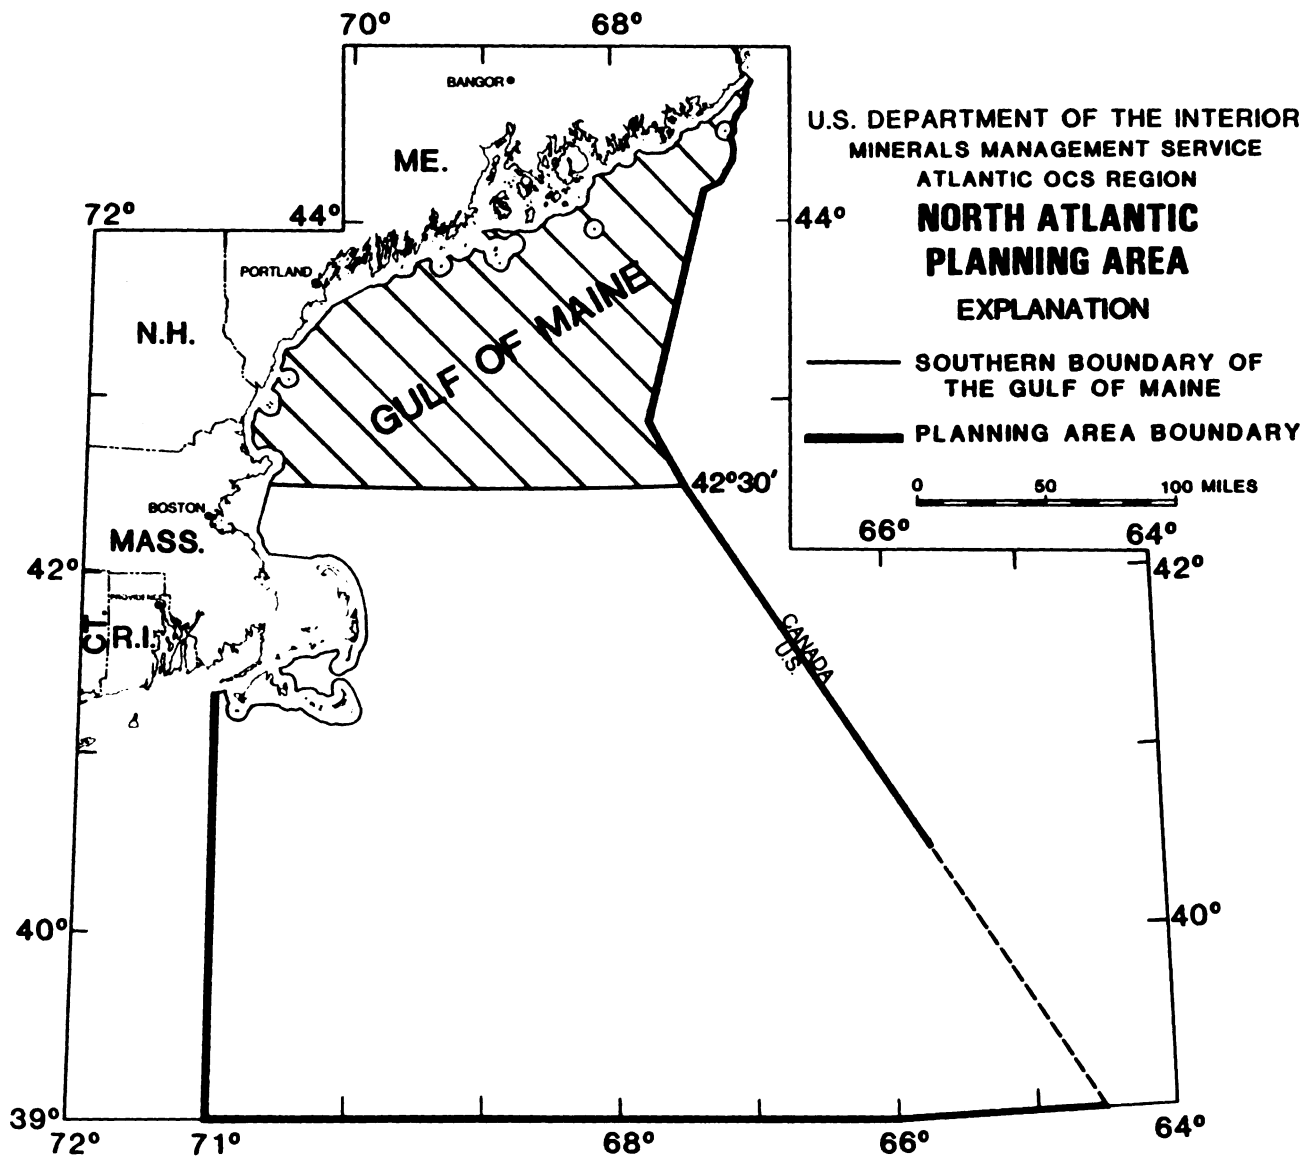 70° 68°
BANGOR
ME.
72° 44° 44°
PORTLAND
N.H.
GULF OF MAINE
42°30'
BOSTON
MASS.
42°
CT.
R.I.
CANADA
U.S.
40°
39°
72° 71° 68° 66° 64°
U.S. DEPARTMENT OF THE INTERIOR
MINERALS MANAGEMENT SERVICE
ATLANTIC OCS REGION
NORTH ATLANTIC
PLANNING AREA
EXPLANATION
SOUTHERN BOUNDARY OF
THE GULF OF MAINE
PLANNING AREA BOUNDARY
0 50 100 MILES
66° 64°
42°
40°